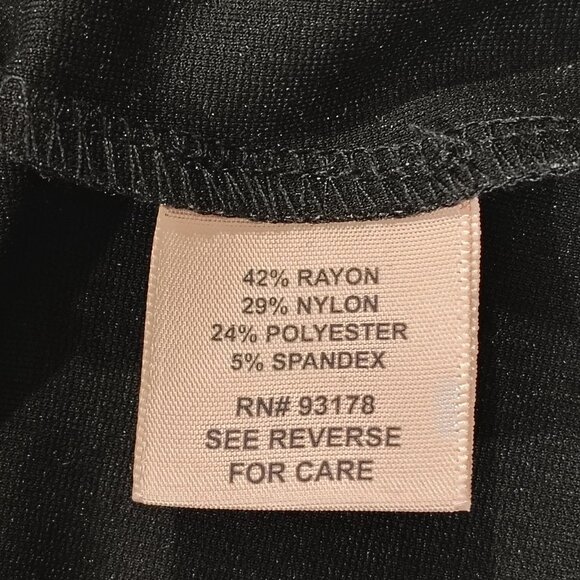 42% RAYON
29% NYLON
24% POLYESTER
5% SPANDEX
RN# 93178
SEE REVERSE
FOR CARE